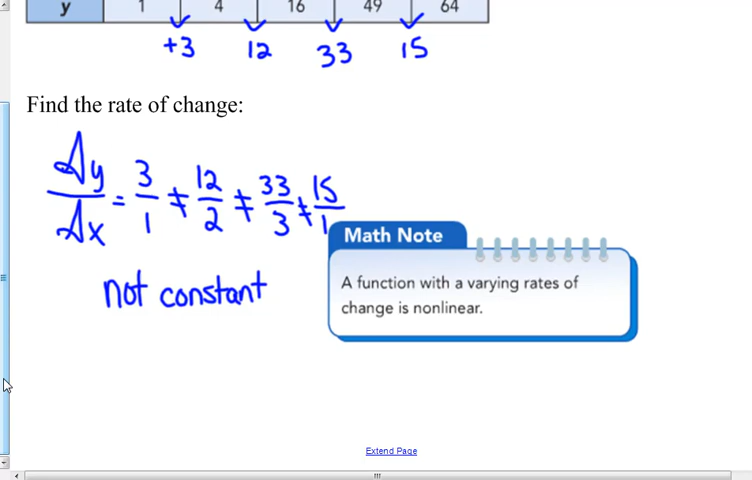 y 1 4 16 49 64
+3 12 33 15
Find the rate of change:
Δy/Δx = 3/1 ≠ 12/2 ≠ 33/3 ≠ 15/1
not constant
Math Note
A function with a varying rates of
change is nonlinear.
Extend Page